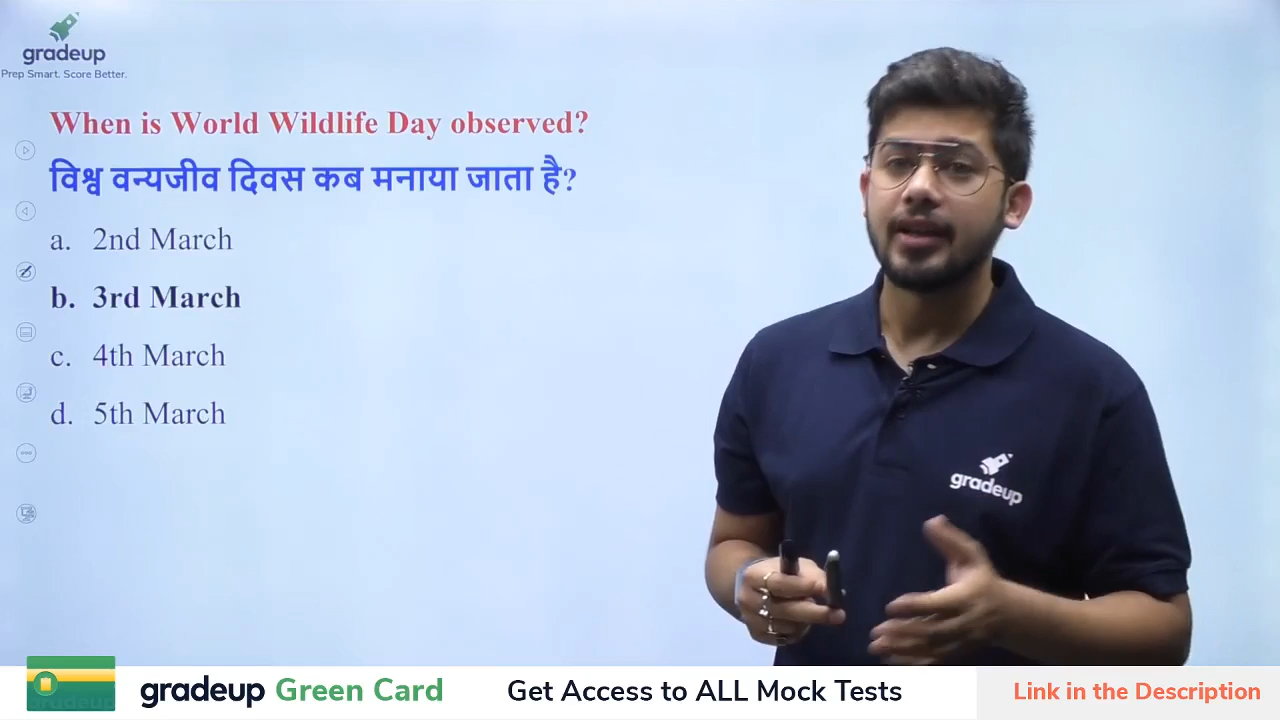 gradeup
Prep Smart. Score Better.
When is World Wildlife Day observed?
विश्व वन्यजीव दिवस कब मनाया जाता है?
a. 2nd March
b. 3rd March
c. 4th March
d. 5th March
gradeup
gradeup Green Card
Get Access to ALL Mock Tests
Link in the Description